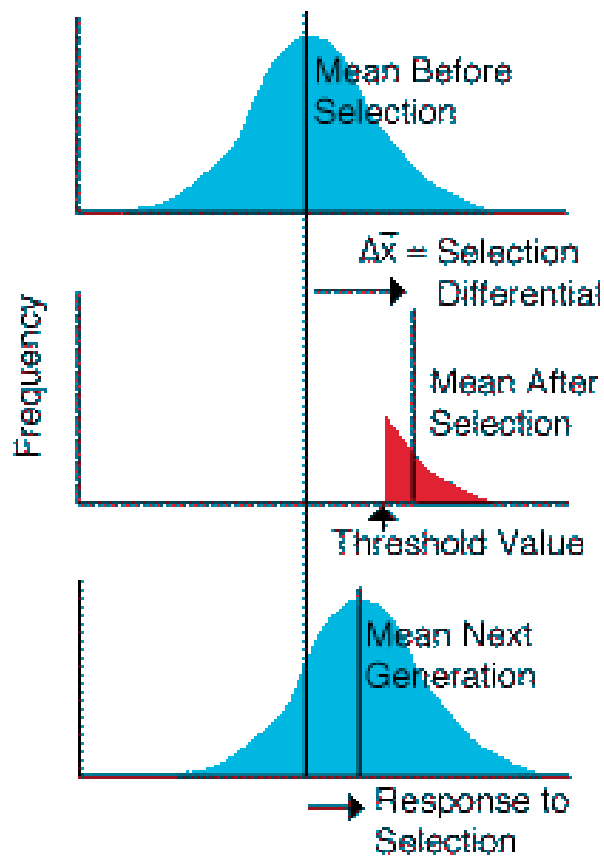 Mean Before
Selection
Δx̄ = Selection
Differential
Frequency
Mean After
Selection
Threshold Value
Mean Next
Generation
Response to
Selection